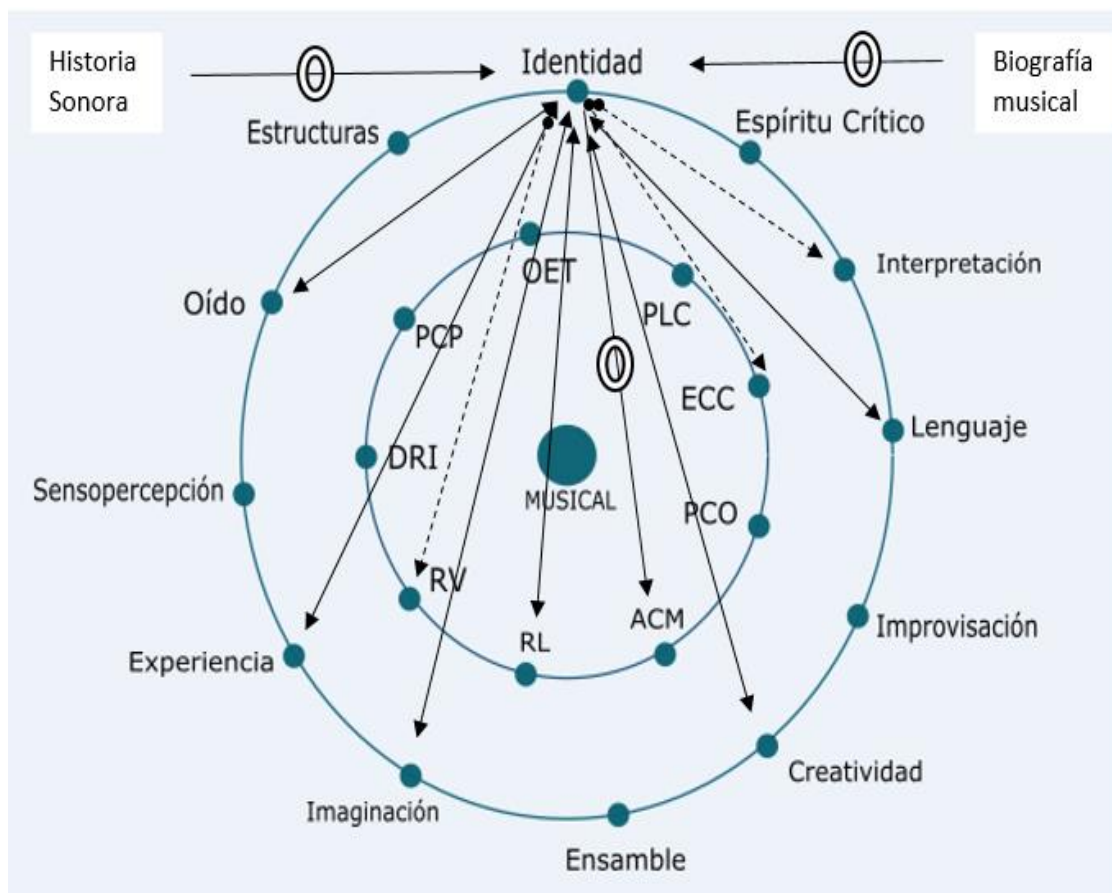 Historia
Sonora
Identidad
Biografía
musical
Estructuras
Espíritu Crítico
Interpretación
Oído
OET
PLC
PCP
ECC
Lenguaje
DRI
Sensopercepción
MUSICAL
PCO
RV
ACM
Improvisación
RL
Experiencia
Creatividad
Imaginación
Ensamble